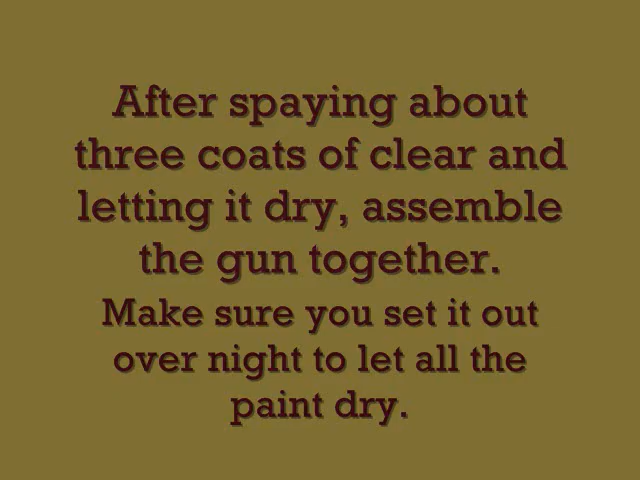 After spaying about
three coats of clear and
letting it dry, assemble
the gun together.
Make sure you set it out
over night to let all the
paint dry.